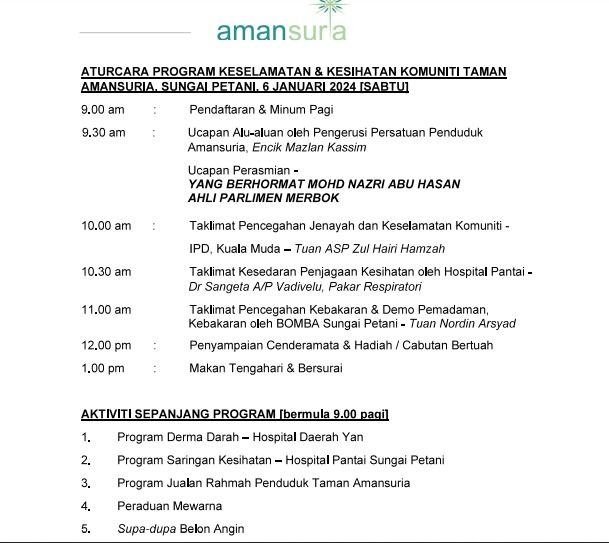 amansuria
ATURCARA PROGRAM KESELAMATAN & KESIHATAN KOMUNITI TAMAN
AMANSURIA, SUNGAI PETANI, 6 JANUARI 2024 [SABTU]
9.00 am : Pendaftaran & Minum Pagi
9.30 am : Ucapan Alu-aluan oleh Pengerusi Persatuan Penduduk
Amansuria, Encik Mazlan Kassim
Ucapan Perasmian -
YANG BERHORMAT MOHD NAZRI ABU HASAN
AHLI PARLIMEN MERBOK
10.00 am : Taklimat Pencegahan Jenayah dan Keselamatan Komuniti -
IPD, Kuala Muda – Tuan ASP Zul Hairi Hamzah
10.30 am Taklimat Kesedaran Penjagaan Kesihatan oleh Hospital Pantai -
Dr Sangeta A/P Vadivelu, Pakar Respiratori
11.00 am Taklimat Pencegahan Kebakaran & Demo Pemadaman,
Kebakaran oleh BOMBA Sungai Petani - Tuan Nordin Arsyad
12.00 pm : Penyampaian Cenderamata & Hadiah / Cabutan Bertuah
1.00 pm : Makan Tengahari & Bersurai
AKTIVITI SEPANJANG PROGRAM [bermula 9.00 pagi]
1. Program Derma Darah – Hospital Daerah Yan
2. Program Saringan Kesihatan – Hospital Pantai Sungai Petani
3. Program Jualan Rahmah Penduduk Taman Amansuria
4. Peraduan Mewarna
5. Supa-dupa Belon Angin